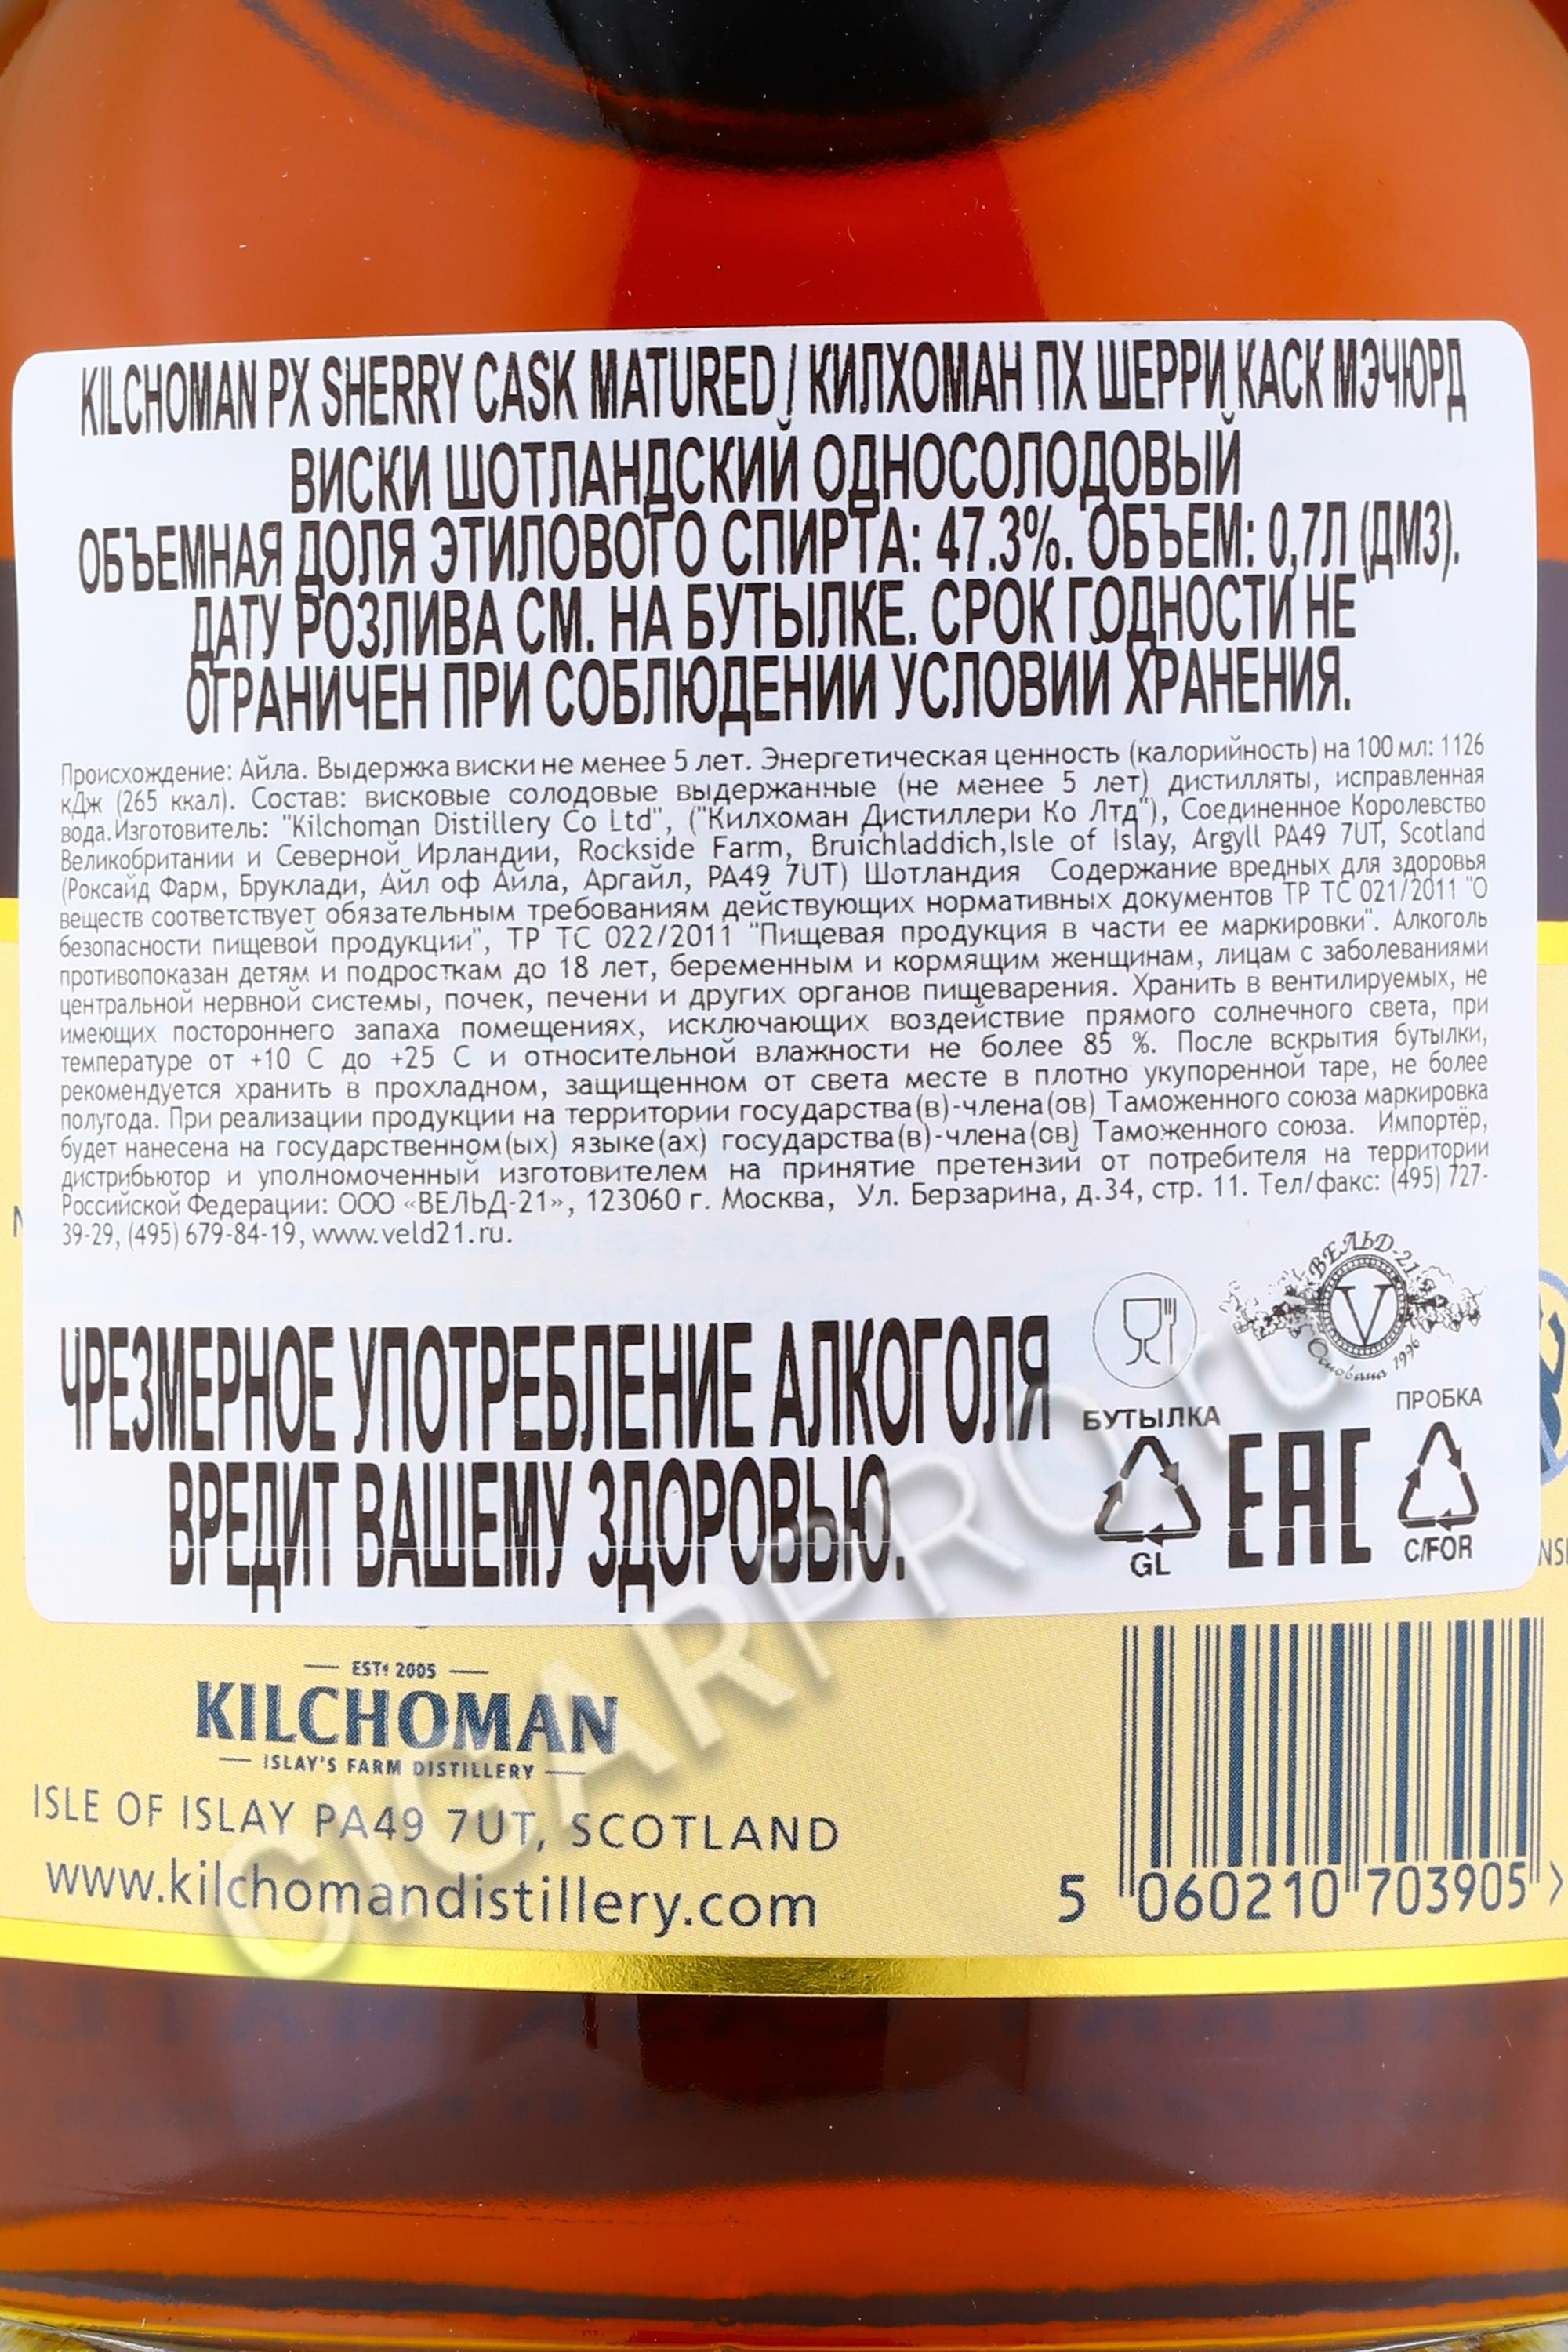 KILCHOMAN PX SHERRY CASK MATURED / КИЛХОМАН ПХ ШЕРРИ КАСК МЭЧЮРД
ВИСКИ ШОТЛАНДСКИЙ ОДНОСОЛОДОВЫЙ
ОБЪЕМНАЯ ДОЛЯ ЭТИЛОВОГО СПИРТА: 47.3%. ОБЪЕМ: 0,7Л (ДМ3).
ДАТУ РОЗЛИВА СМ. НА БУТЫЛКЕ. СРОК ГОДНОСТИ НЕ
ОГРАНИЧЕН ПРИ СОБЛЮДЕНИИ УСЛОВИЙ ХРАНЕНИЯ.
Происхождение: Айла. Выдержка виски не менее 5 лет. Энергетическая ценность (калорийность) на 100 мл: 1126
кДж (265 ккал). Состав: висковые солодовые выдержанные (не менее 5 лет) дистилляты, исправленная
вода.Изготовитель: "Kilchoman Distillery Co Ltd", ("Килхоман Дистиллери Ко Лтд"), Соединенное Королевство
Великобритании и Северной Ирландии, Rockside Farm, Bruichladdich,Isle of Islay, Argyll PA49 7UT, Scotland
(Роксайд Фарм, Бруклади, Айл оф Айла, Аргайл, PA49 7UT) Шотландия Содержание вредных для здоровья
веществ соответствует обязательным требованиям действующих нормативных документов ТР ТС 021/2011 "О
безопасности пищевой продукции", ТР ТС 022/2011 "Пищевая продукция в части ее маркировки". Алкоголь
противопоказан детям и подросткам до 18 лет, беременным и кормящим женщинам, лицам с заболеваниями
центральной нервной системы, почек, печени и других органов пищеварения. Хранить в вентилируемых, не
имеющих постороннего запаха помещениях, исключающих воздействие прямого солнечного света, при
температуре от +10 С до +25 С и относительной влажности не более 85 %. После вскрытия бутылки,
рекомендуется хранить в прохладном, защищенном от света месте в плотно укупоренной таре, не более
полугода. При реализации продукции на территории государства(в)-члена(ов) Таможенного союза маркировка
будет нанесена на государственном(ых) языке(ах) государства(в)-члена(ов) Таможенного союза. Импортёр,
дистрибьютор и уполномоченный изготовителем на принятие претензий от потребителя на территории
Российской Федерации: ООО «ВЕЛЬД-21», 123060 г. Москва, Ул. Берзарина, д.34, стр. 11. Тел/факс: (495) 727-
39-29, (495) 679-84-19, www.veld21.ru.
ВЕЛЬД-21
V
Основана 1996
ЧРЕЗМЕРНОЕ УПОТРЕБЛЕНИЕ АЛКОГОЛЯ
ВРЕДИТ ВАШЕМУ ЗДОРОВЬЮ.
БУТЫЛКА
GL
EAC
ПРОБКА
C/FOR
EST. 2005
KILCHOMAN
ISLAY'S FARM DISTILLERY
ISLE OF ISLAY PA49 7UT, SCOTLAND
www.kilchomandistillery.com
5 060210 703905 >
CIGARPRO.RU